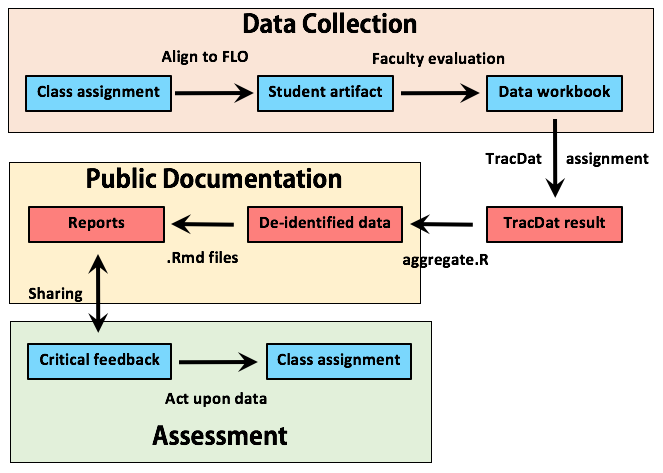 Data Collection
Align to FLO
Faculty evaluation
Class assignment
Student artifact
Data workbook
TracDat assignment
Public Documentation
Reports
De-identified data
TracDat result
.Rmd files
aggregate.R
Sharing
Critical feedback
Class assignment
Act upon data
Assessment